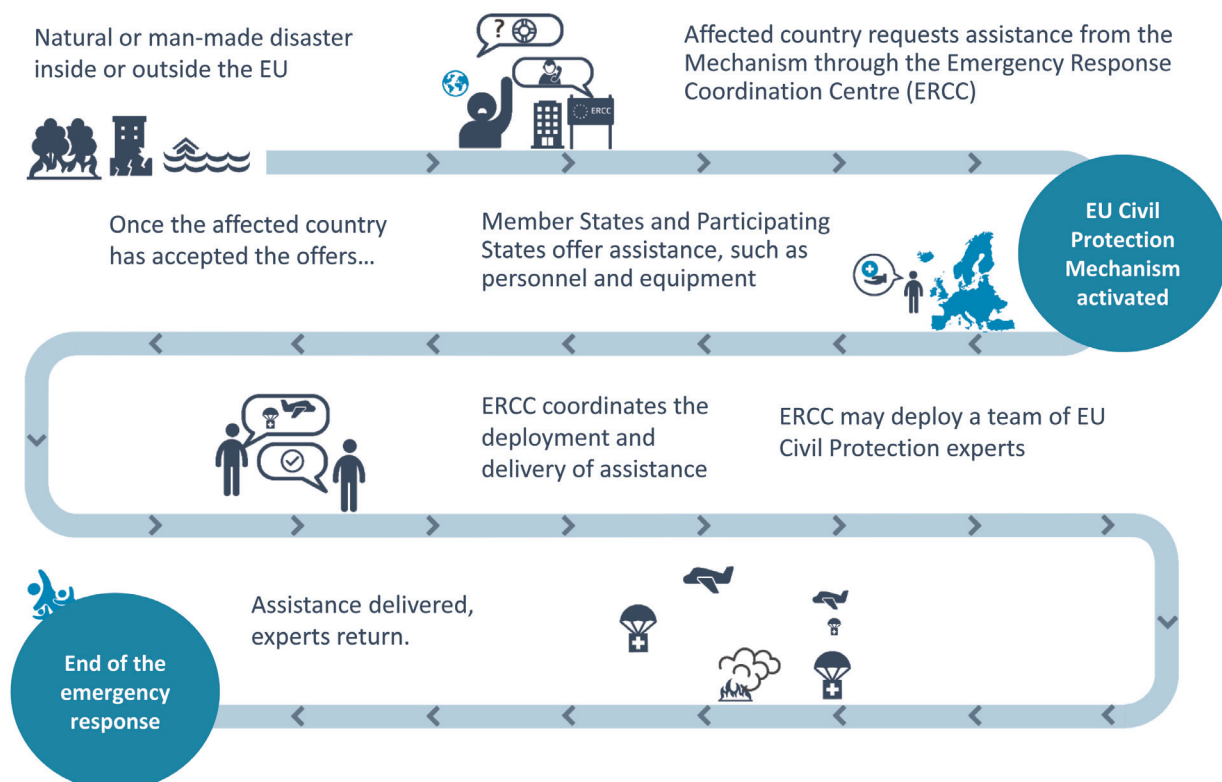 Natural or man-made disaster
inside or outside the EU
?
ERCC
Affected country requests assistance from the
Mechanism through the Emergency Response
Coordination Centre (ERCC)
EU Civil
Protection
Mechanism
activated
Member States and Participating
States offer assistance, such as
personnel and equipment
Once the affected country
has accepted the offers…
ERCC coordinates the
deployment and
delivery of assistance
ERCC may deploy a team of EU
Civil Protection experts
Assistance delivered,
experts return.
End of the
emergency
response